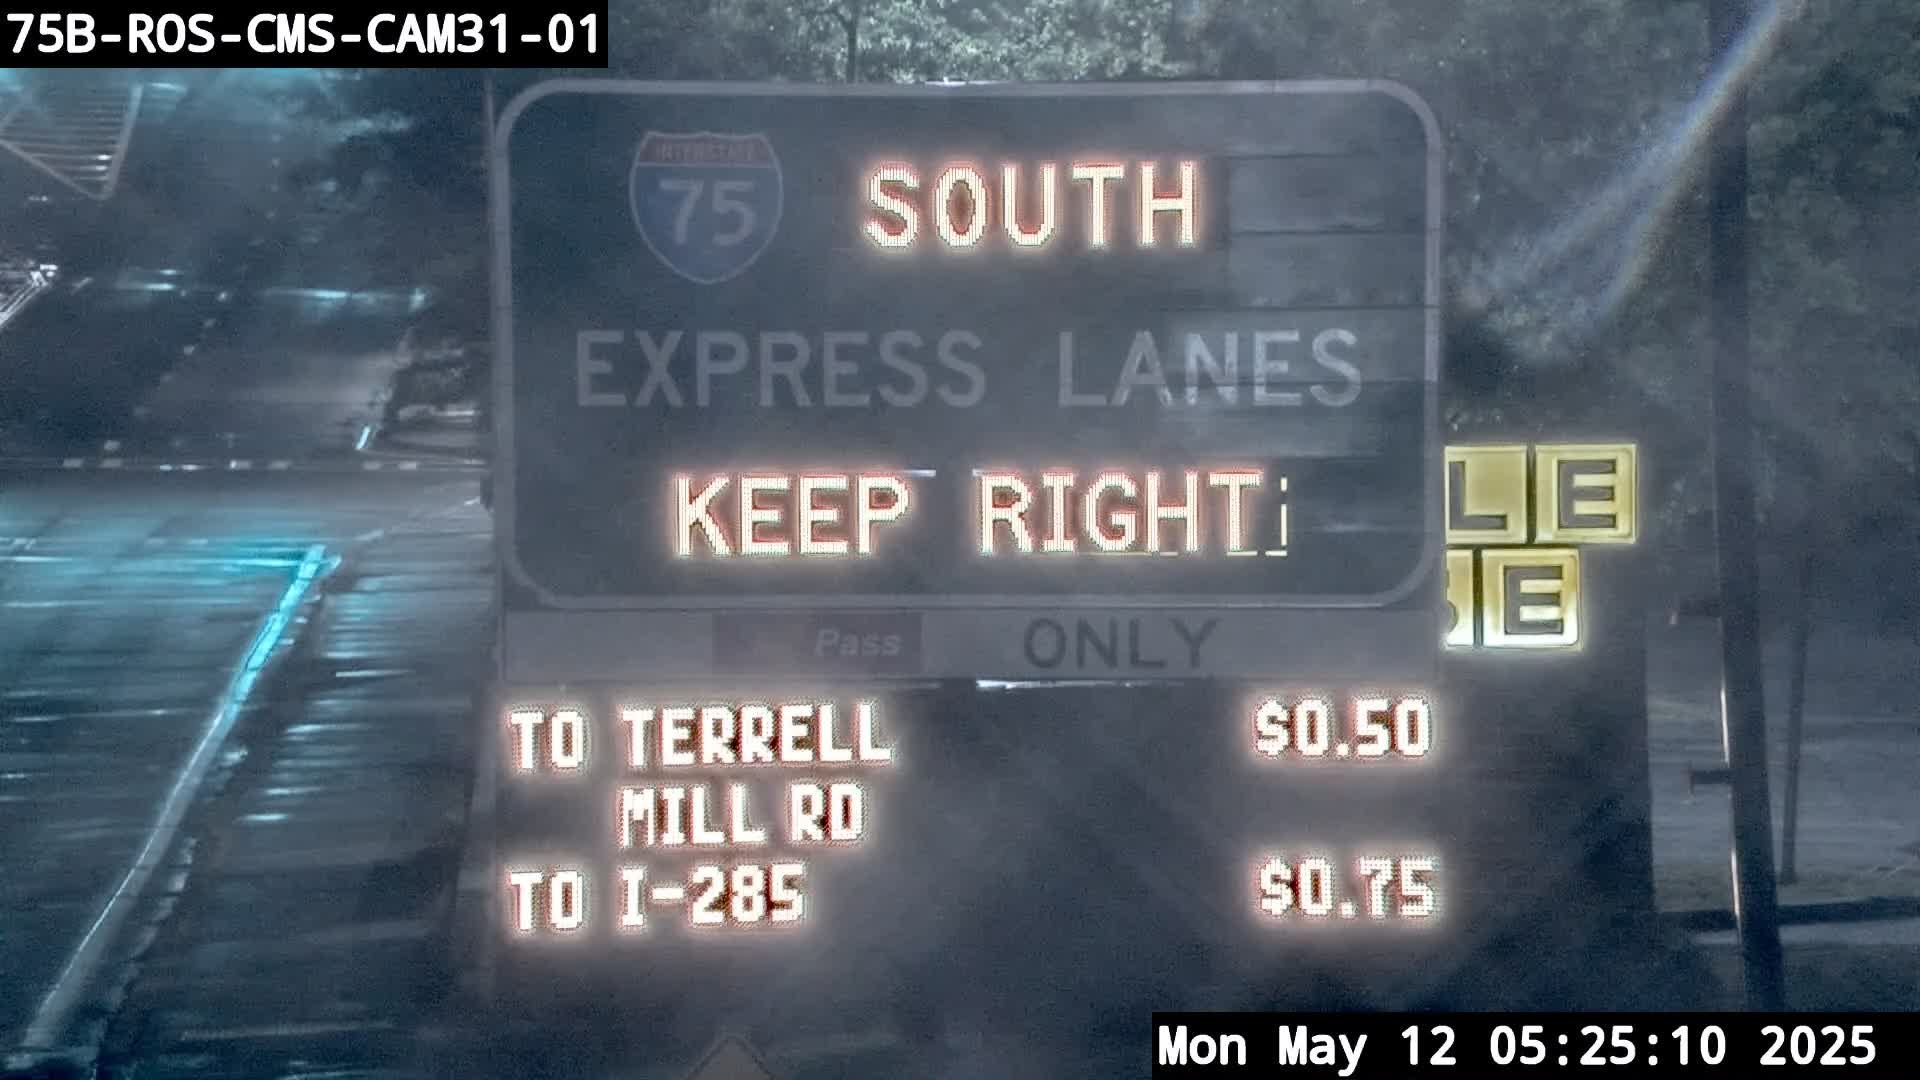 75B-ROS-CMS-CAM31-01
INTERSTATE
75
SOUTH
EXPRESS LANES
KEEP RIGHT
LE
E
Pass ONLY
TO TERRELL $0.50
MILL RD
TO I-285 $0.75
Mon May 12 05:25:10 2025